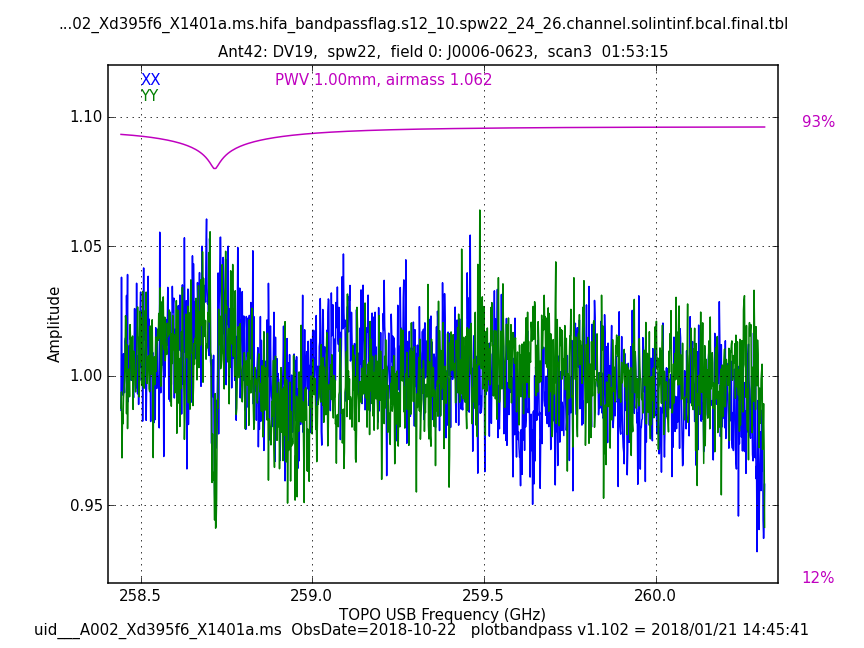 ...02_Xd395f6_X1401a.ms.hifa_bandpassflag.s12_10.spw22_24_26.channel.solintinf.bcal.final.tbl
Ant42: DV19, spw22, field 0: J0006-0623, scan3 01:53:15
XX
PWV 1.00mm, airmass 1.062
YY
1.10
93%
1.05
Amplitude
1.00
0.95
12%
258.5 259.0 259.5 260.0
TOPO USB Frequency (GHz)
uid___A002_Xd395f6_X1401a.ms ObsDate=2018-10-22 plotbandpass v1.102 = 2018/01/21 14:45:41